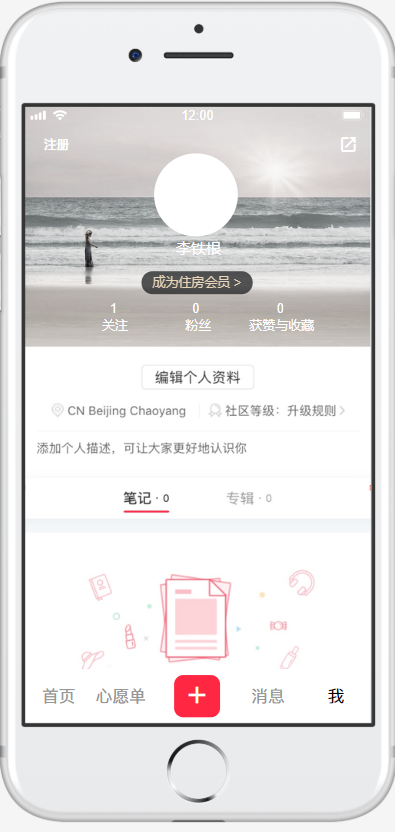 12:00
注册
李铁根
成为住房会员 >
1 0 0
关注 粉丝 获赞与收藏
编辑个人资料
CN Beijing Chaoyang 社区等级：升级规则 >
添加个人描述，可让大家更好地认识你
笔记 · 0 专辑 · 0
首页 心愿单 + 消息 我